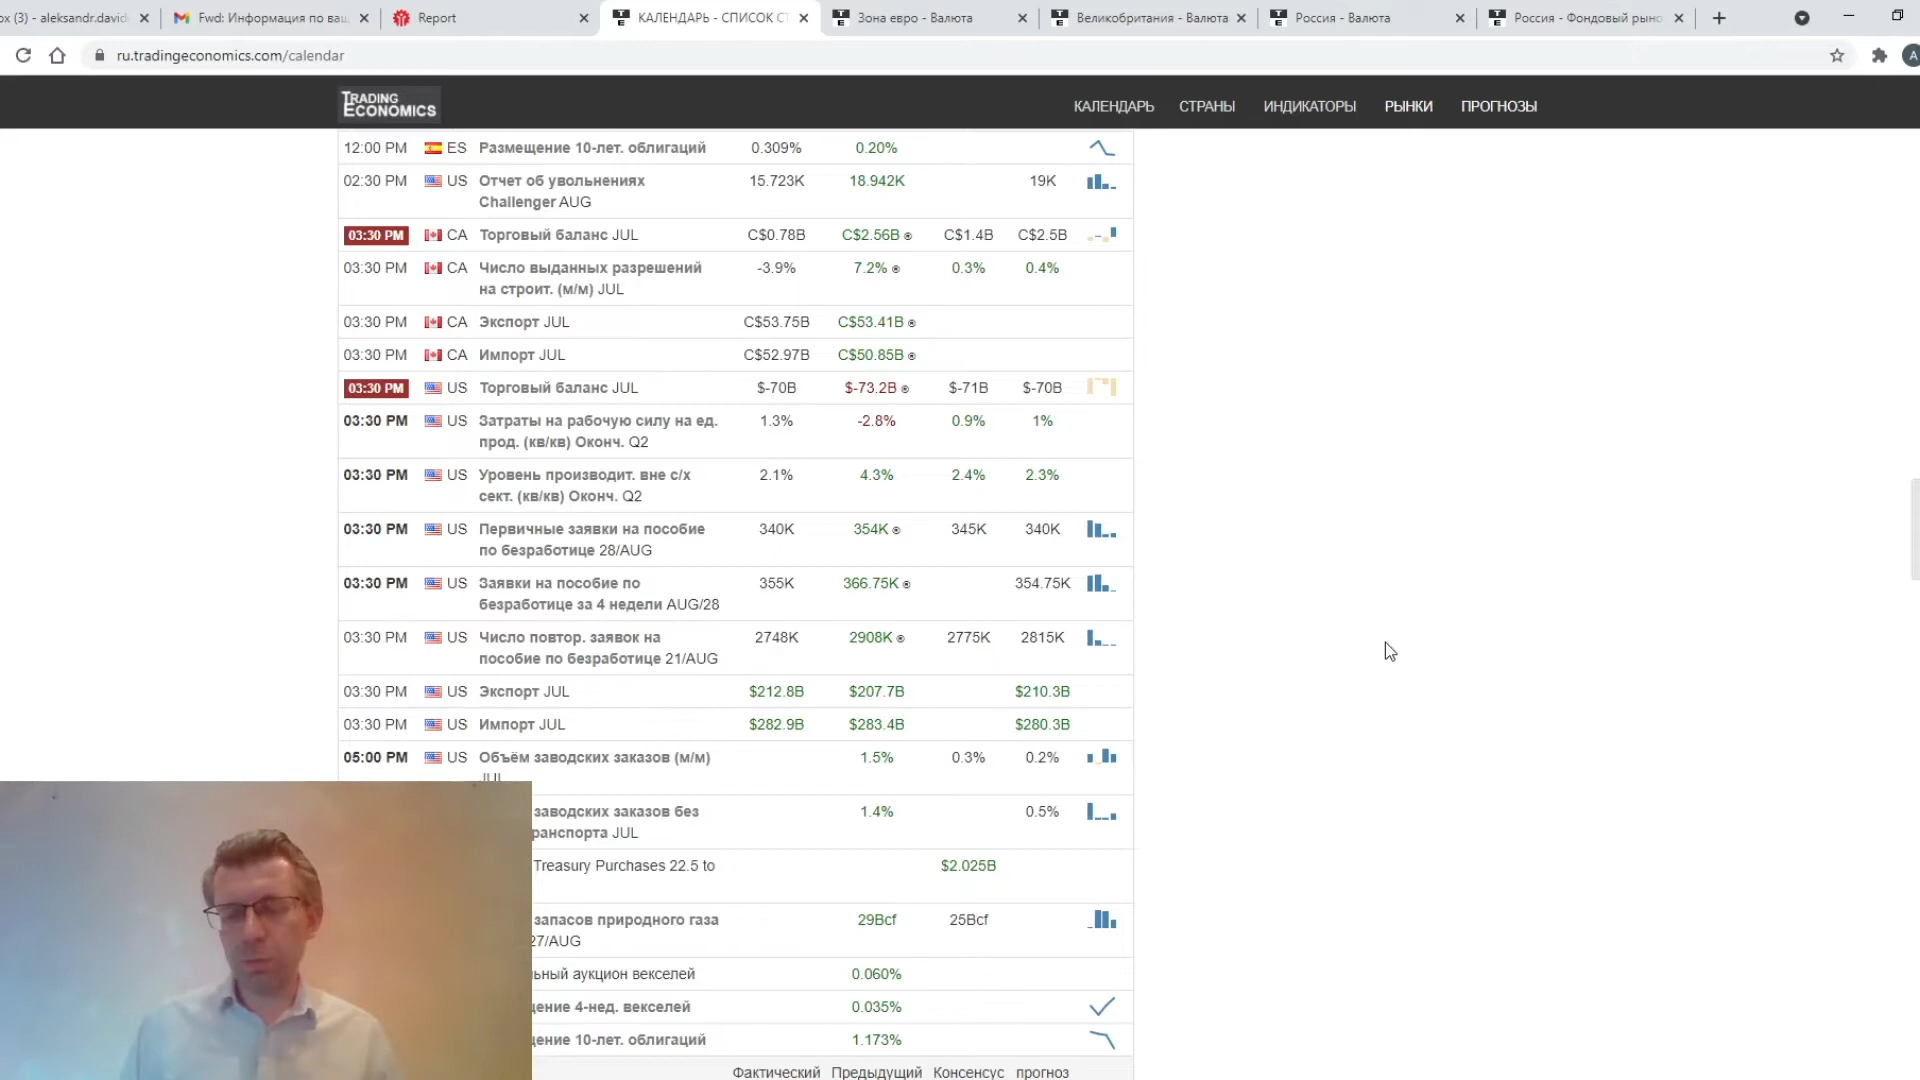 ox (3) - aleksandr.david
Fwd: Информация по ваш
Report
КАЛЕНДАРЬ - СПИСОК СТ
Зона евро - Валюта
Великобритания - Валюта
Россия - Валюта
Россия - Фондовый рыно
ru.tradingeconomics.com/calendar
A
TRADING ECONOMICS
КАЛЕНДАРЬ СТРАНЫ ИНДИКАТОРЫ РЫНКИ ПРОГНОЗЫ
12:00 PM ES Размещение 10-лет. облигаций 0.309% 0.20%
02:30 PM US Отчет об увольнениях 15.723K 18.942K 19K
Challenger AUG
03:30 PM CA Торговый баланс JUL C$0.78B C$2.56B ® C$1.4B C$2.5B
03:30 PM CA Число выданных разрешений -3.9% 7.2% ® 0.3% 0.4%
на строит. (м/м) JUL
03:30 PM CA Экспорт JUL C$53.75B C$53.41B ®
03:30 PM CA Импорт JUL C$52.97B C$50.85B ®
03:30 PM US Торговый баланс JUL $-70B $-73.2B ® $-71B $-70B
03:30 PM US Затраты на рабочую силу на ед. 1.3% -2.8% 0.9% 1%
прод. (кв/кв) Оконч. Q2
03:30 PM US Уровень производит. вне с/х 2.1% 4.3% 2.4% 2.3%
сект. (кв/кв) Оконч. Q2
03:30 PM US Первичные заявки на пособие 340K 354K ® 345K 340K
по безработице 28/AUG
03:30 PM US Заявки на пособие по 355K 366.75K ® 354.75K
безработице за 4 недели AUG/28
03:30 PM US Число повтор. заявок на 2748K 2908K ® 2775K 2815K
пособие по безработице 21/AUG
03:30 PM US Экспорт JUL $212.8B $207.7B $210.3B
03:30 PM US Импорт JUL $282.9B $283.4B $280.3B
05:00 PM US Объём заводских заказов (м/м) 1.5% 0.3% 0.2%
JUL
заводских заказов без 1.4% 0.5%
ранспорта JUL
Treasury Purchases 22.5 to $2.025B
запасов природного газа 29Bcf 25Bcf
27/AUG
ьный аукцион векселей 0.060%
цение 4-нед. векселей 0.035%
цение 10-лет. облигаций 1.173%
Фактический Предыдущий Консенсус прогноз